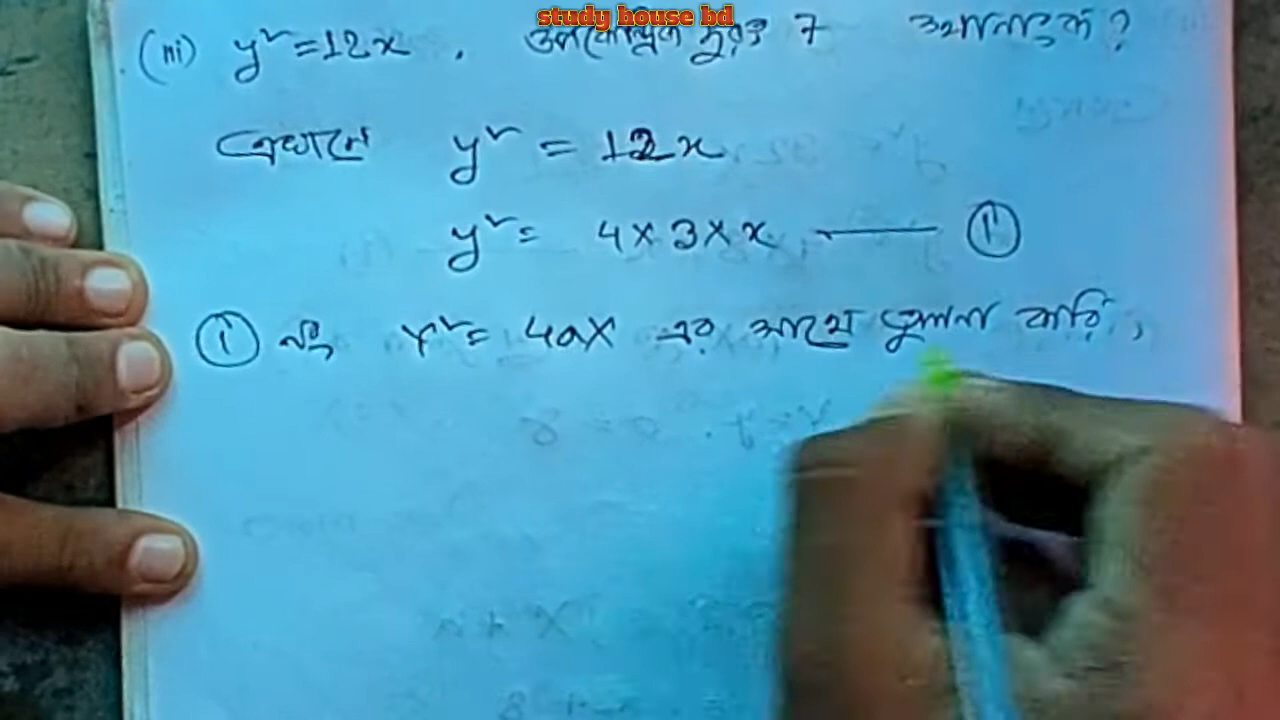 study house bd
(iii) y² = 12x . উপকেন্দ্রিক দূরত্ব 7 স্থানাঙ্ক ?
এখানে y² = 12x
y² = 4 × 3 × x —— ①
① নং Y² = 4aX এর সাথে তুলনা করি ,